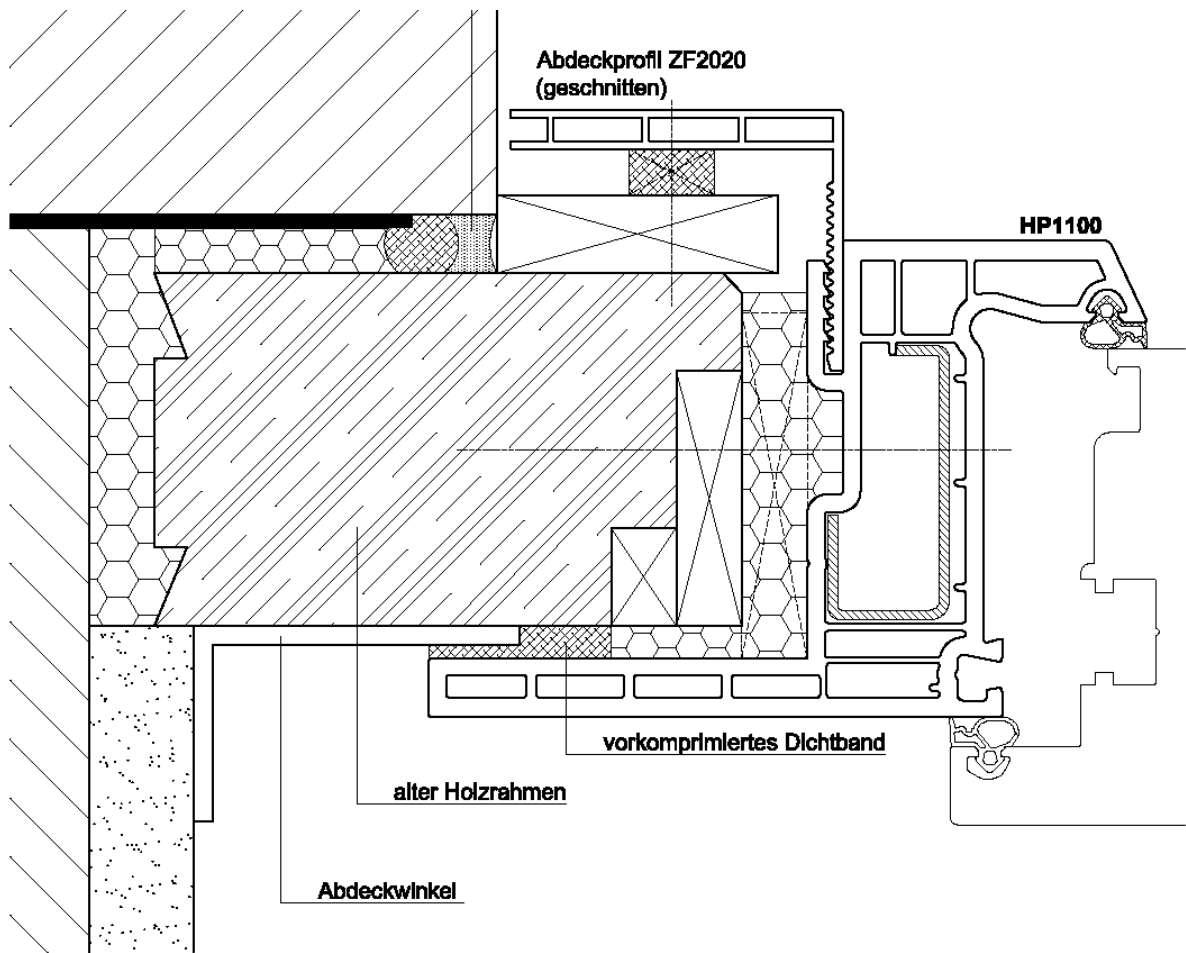 Abdeckprofil ZF2020
(geschnitten)
HP1100
vorkomprimiertes Dichtband
alter Holzrahmen
Abdeckwinkel